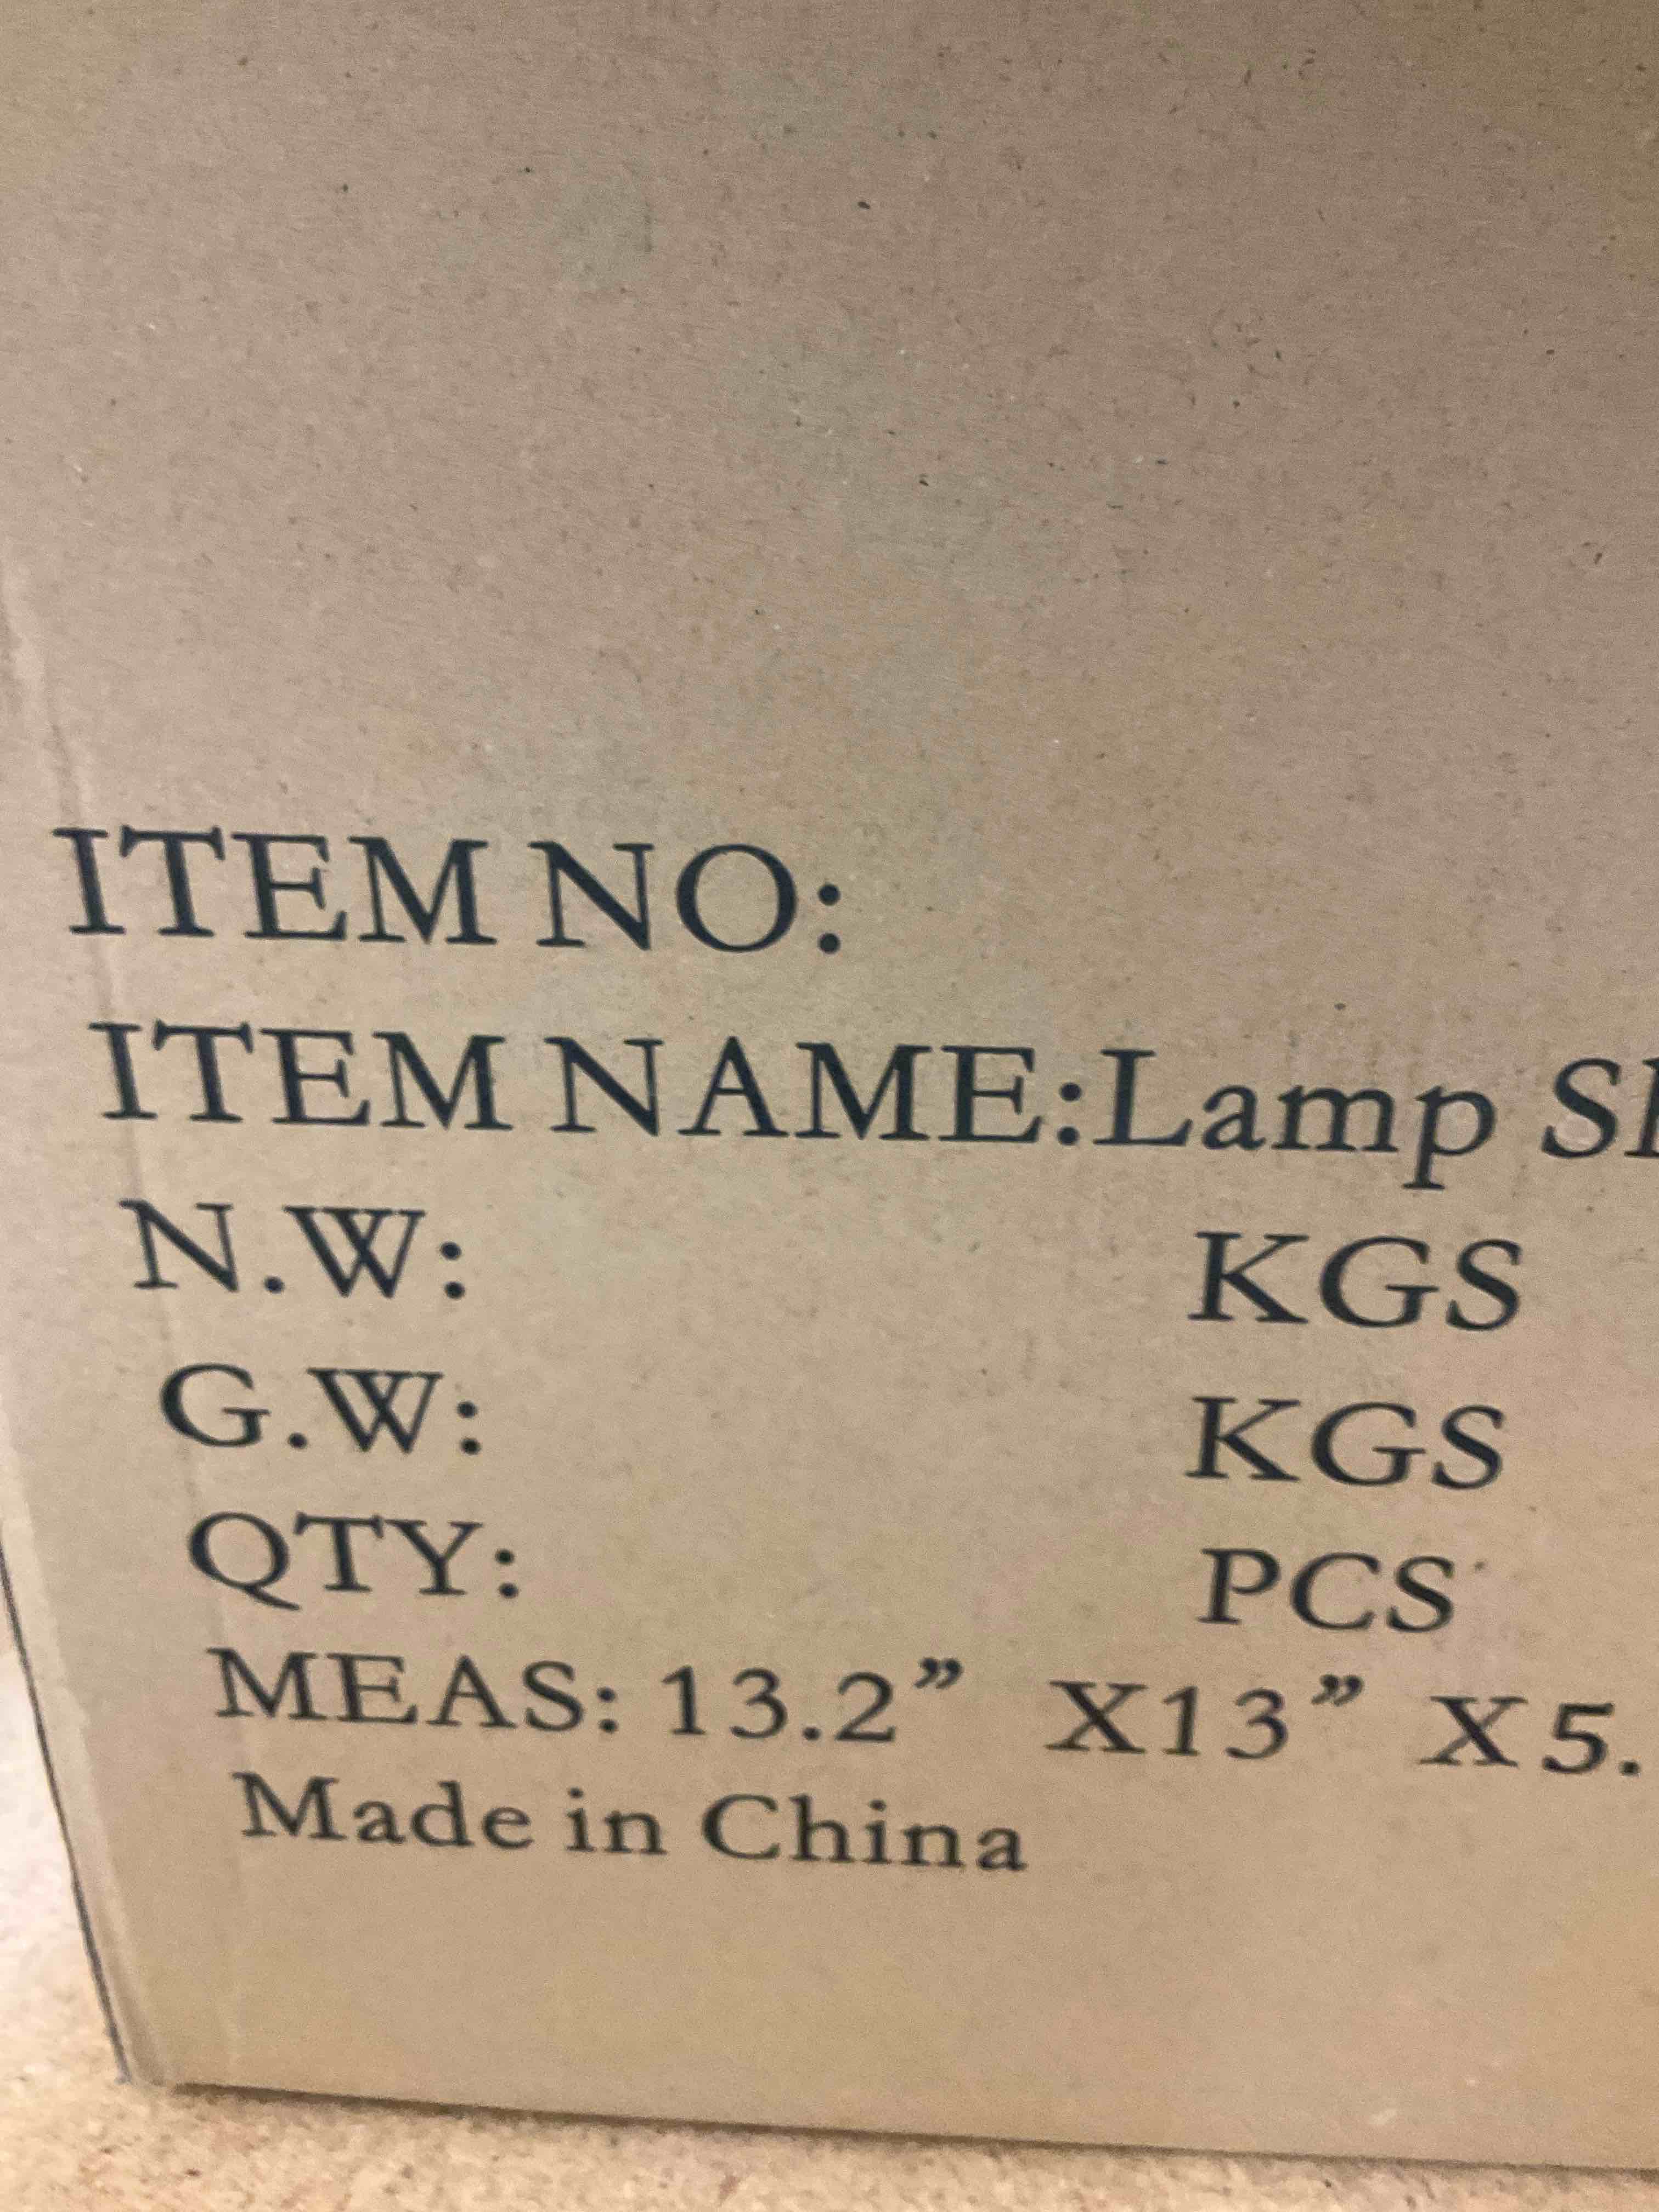 ITEM NO:
ITEM NAME:Lamp
N.W: KGS
G.W: KGS
QTY: PCS
MEAS: 13.2” X13” X5.
Made in China